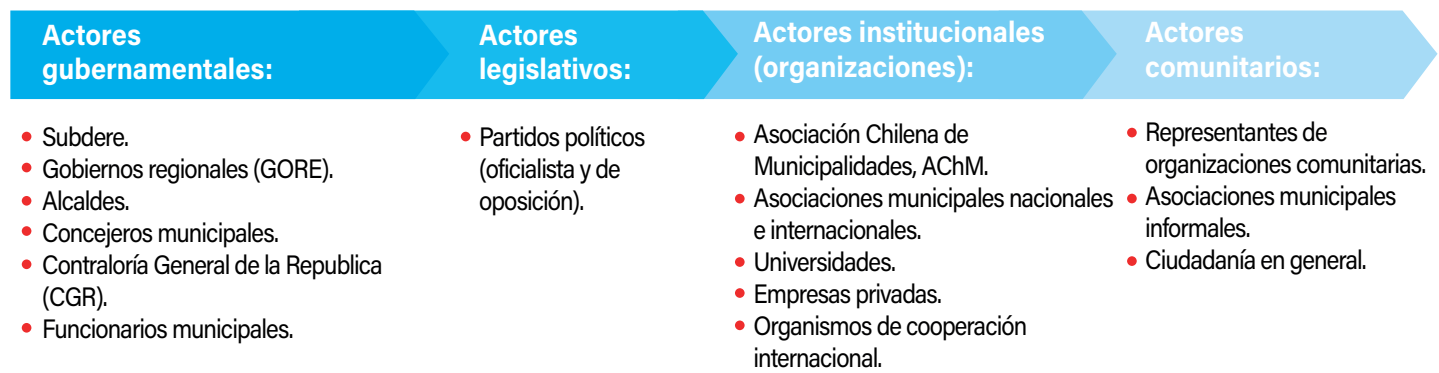 Actores
gubernamentales:
• Subdere.
• Gobiernos regionales (GORE).
• Alcaldes.
• Concejeros municipales.
• Contraloría General de la Republica
(CGR).
• Funcionarios municipales.
Actores
legislativos:
• Partidos políticos
(oficialista y de
oposición).
Actores institucionales
(organizaciones):
• Asociación Chilena de
Municipalidades, AChM.
• Asociaciones municipales nacionales
e internacionales.
• Universidades.
• Empresas privadas.
• Organismos de cooperación
internacional.
Actores
comunitarios:
• Representantes de
organizaciones comunitarias.
• Asociaciones municipales
informales.
• Ciudadanía en general.